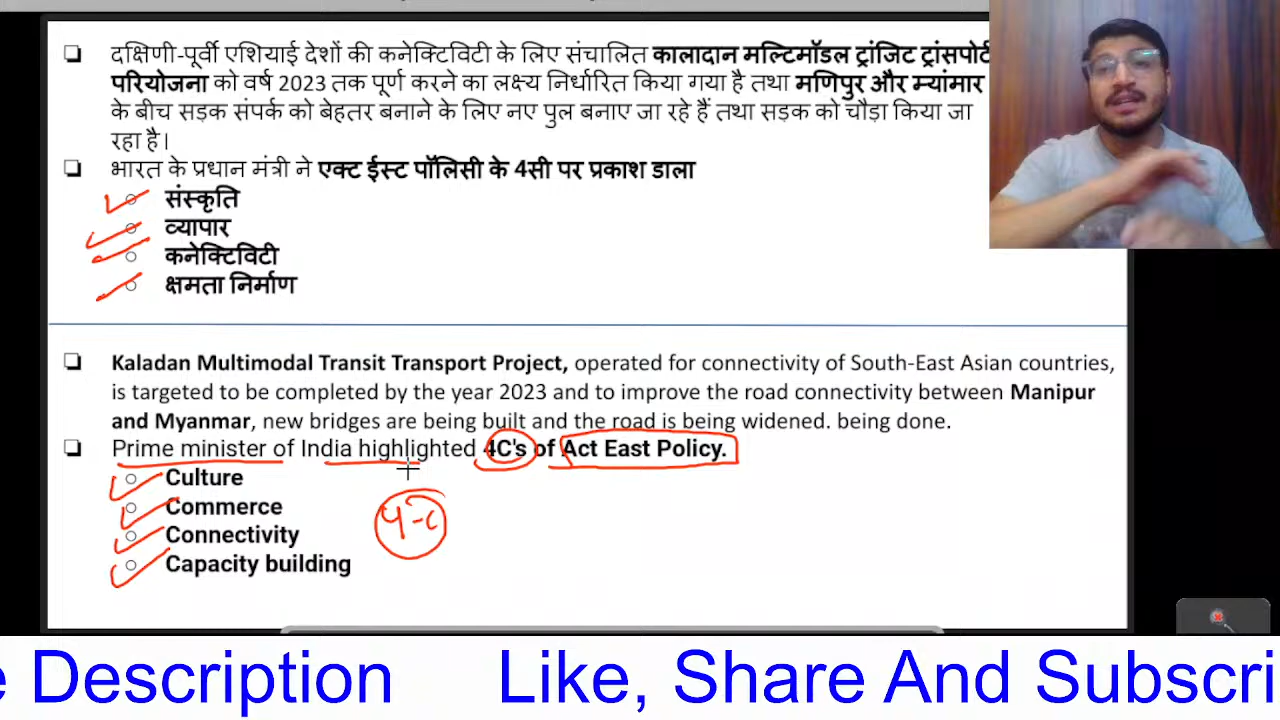 दक्षिणी-पूर्वी एशियाई देशों की कनेक्टिविटी के लिए संचालित कालादान मल्टिमॉडल ट्रांजिट ट्रांसपोर्ट
परियोजना को वर्ष 2023 तक पूर्ण करने का लक्ष्य निर्धारित किया गया है तथा मणिपुर और म्यांमार
के बीच सड़क संपर्क को बेहतर बनाने के लिए नए पुल बनाए जा रहे हैं तथा सड़क को चौड़ा किया जा
रहा है।
भारत के प्रधान मंत्री ने एक्ट ईस्ट पॉलिसी के 4सी पर प्रकाश डाला
संस्कृति
व्यापार
कनेक्टिविटी
क्षमता निर्माण
Kaladan Multimodal Transit Transport Project, operated for connectivity of South-East Asian countries,
is targeted to be completed by the year 2023 and to improve the road connectivity between Manipur
and Myanmar, new bridges are being built and the road is being widened. being done.
Prime minister of India highlighted 4C's of Act East Policy.
Culture
Commerce
4-C
Connectivity
Capacity building
e Description Like, Share And Subscri